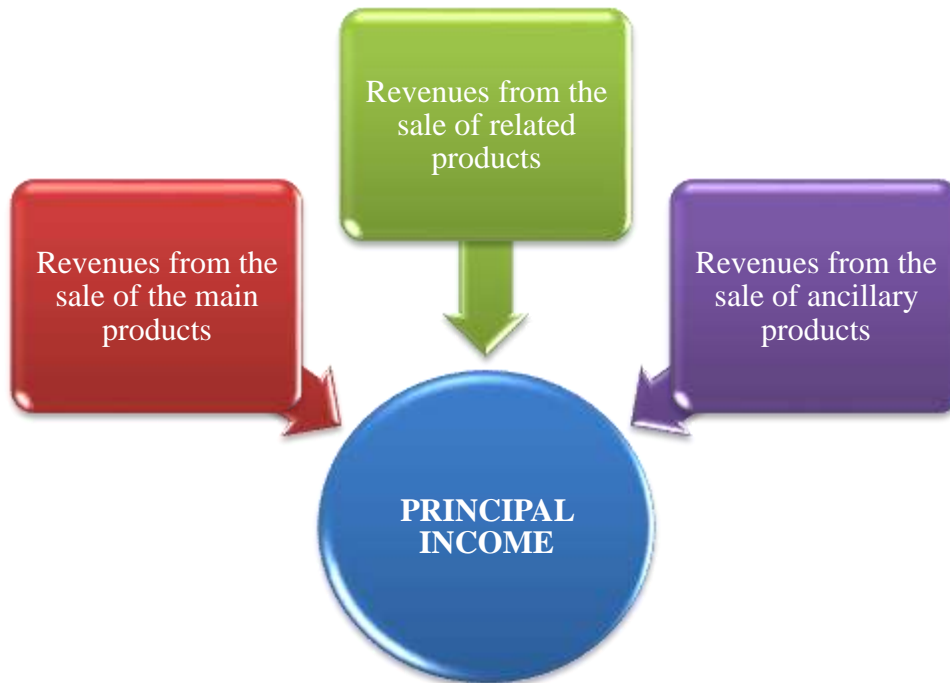 Revenues from the
sale of related
products
Revenues from the
sale of the main
products
Revenues from the
sale of ancillary
products
PRINCIPAL
INCOME